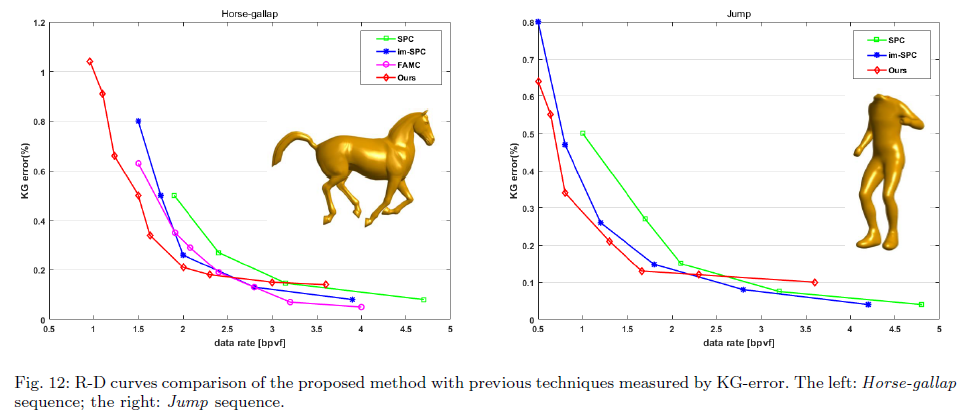 Horse-gallap
1.2
1
0.8
0.6
0.4
0.2
0
KG error(%)
0.5 1 1.5 2 2.5 3 3.5 4 4.5 5
data rate [bpvf]
SPC
im-SPC
FAMC
Ours
Jump
0.8
0.7
0.6
0.5
0.4
0.3
0.2
0.1
0
KG error(%)
0.5 1 1.5 2 2.5 3 3.5 4 4.5 5
data rate [bpvf]
SPC
im-SPC
Ours
Fig. 12: R-D curves comparison of the proposed method with previous techniques measured by KG-error. The left: Horse-gallap
sequence; the right: Jump sequence.